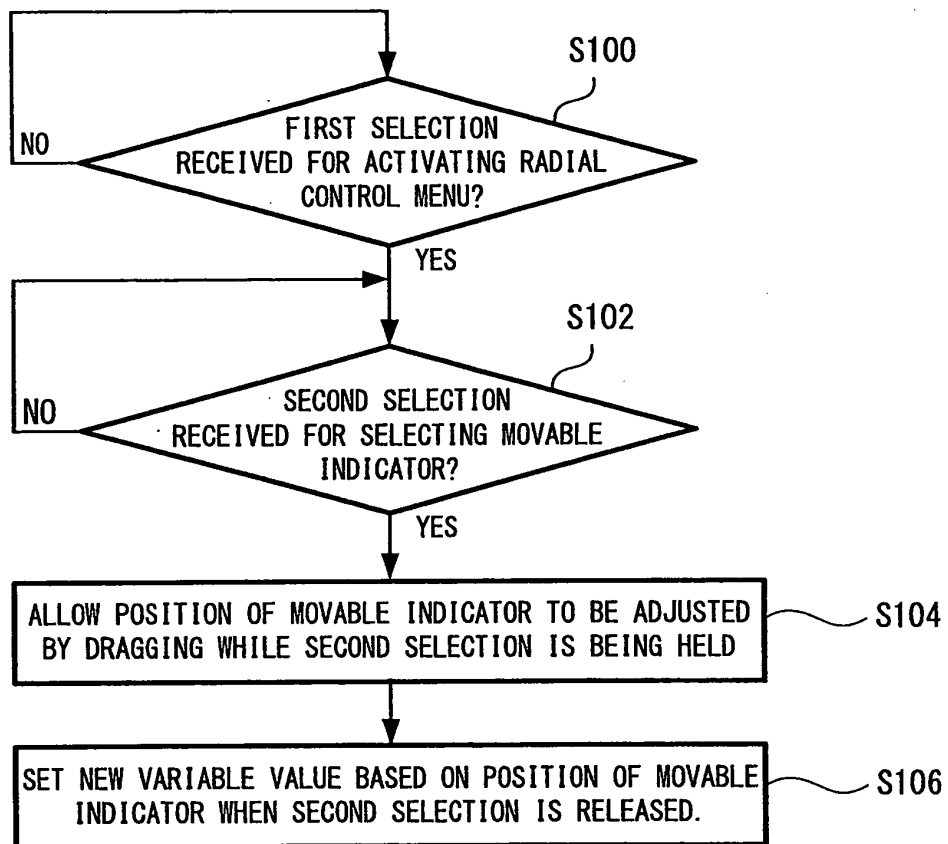 S100
FIRST SELECTION
RECEIVED FOR ACTIVATING RADIAL
CONTROL MENU?
NO
YES
S102
SECOND SELECTION
RECEIVED FOR SELECTING MOVABLE
INDICATOR?
NO
YES
ALLOW POSITION OF MOVABLE INDICATOR TO BE ADJUSTED
BY DRAGGING WHILE SECOND SELECTION IS BEING HELD
S104
SET NEW VARIABLE VALUE BASED ON POSITION OF MOVABLE
INDICATOR WHEN SECOND SELECTION IS RELEASED.
S106